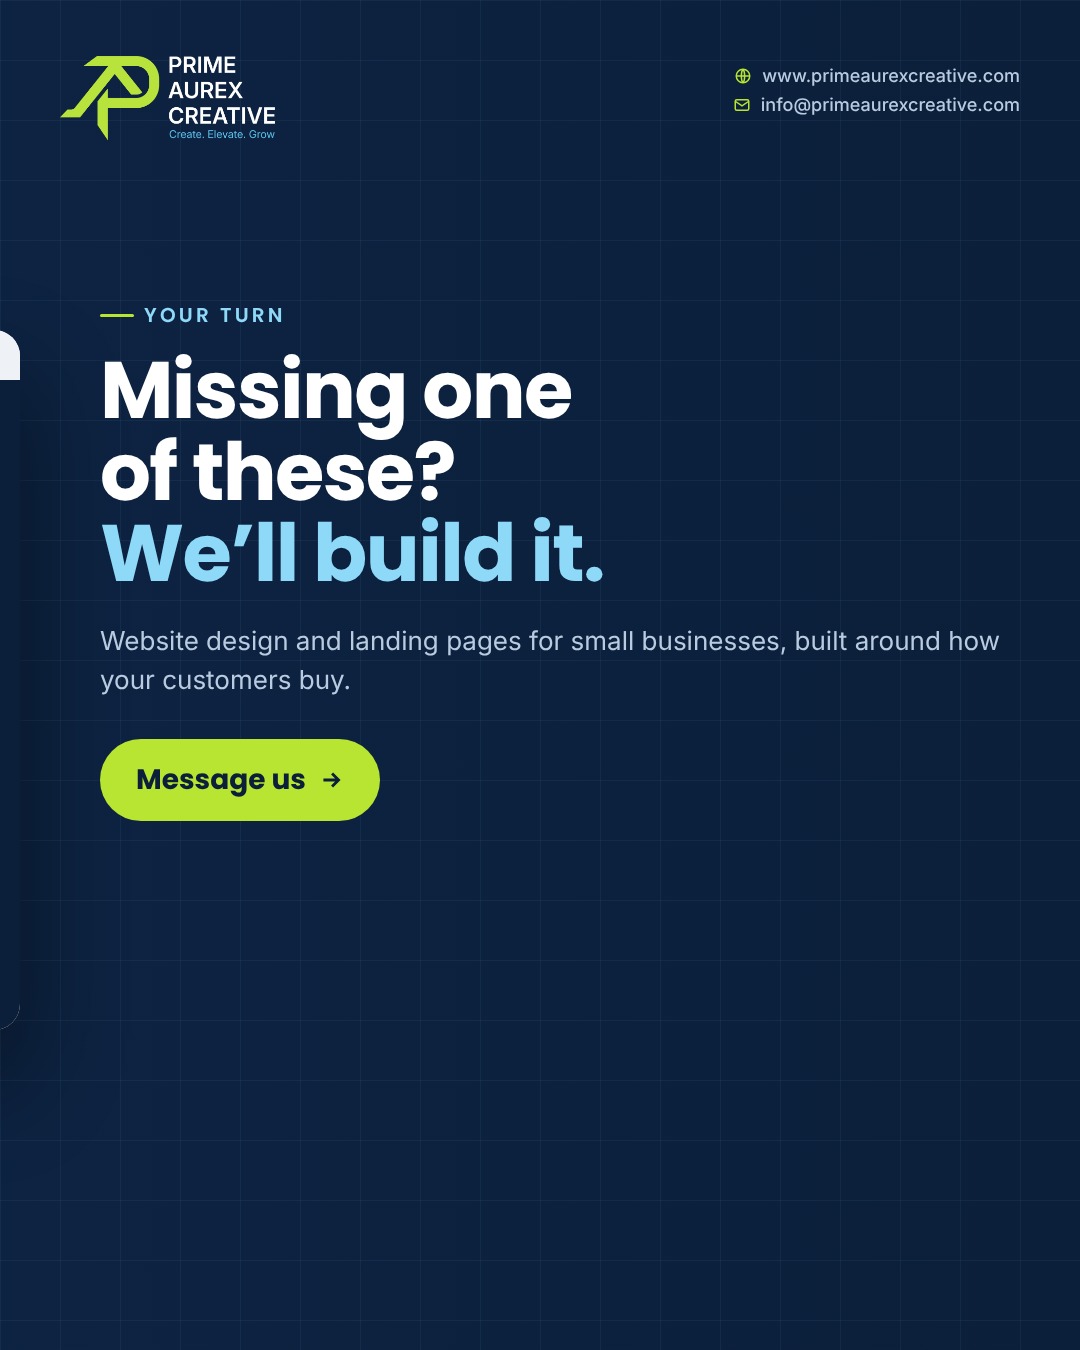 PRIME
AUREX
CREATIVE
Create. Elevate. Grow
www.primeaurexcreative.com
info@primeaurexcreative.com
YOUR TURN
Missing one
of these?
We’ll build it.
Website design and landing pages for small businesses, built around how
your customers buy.
Message us →